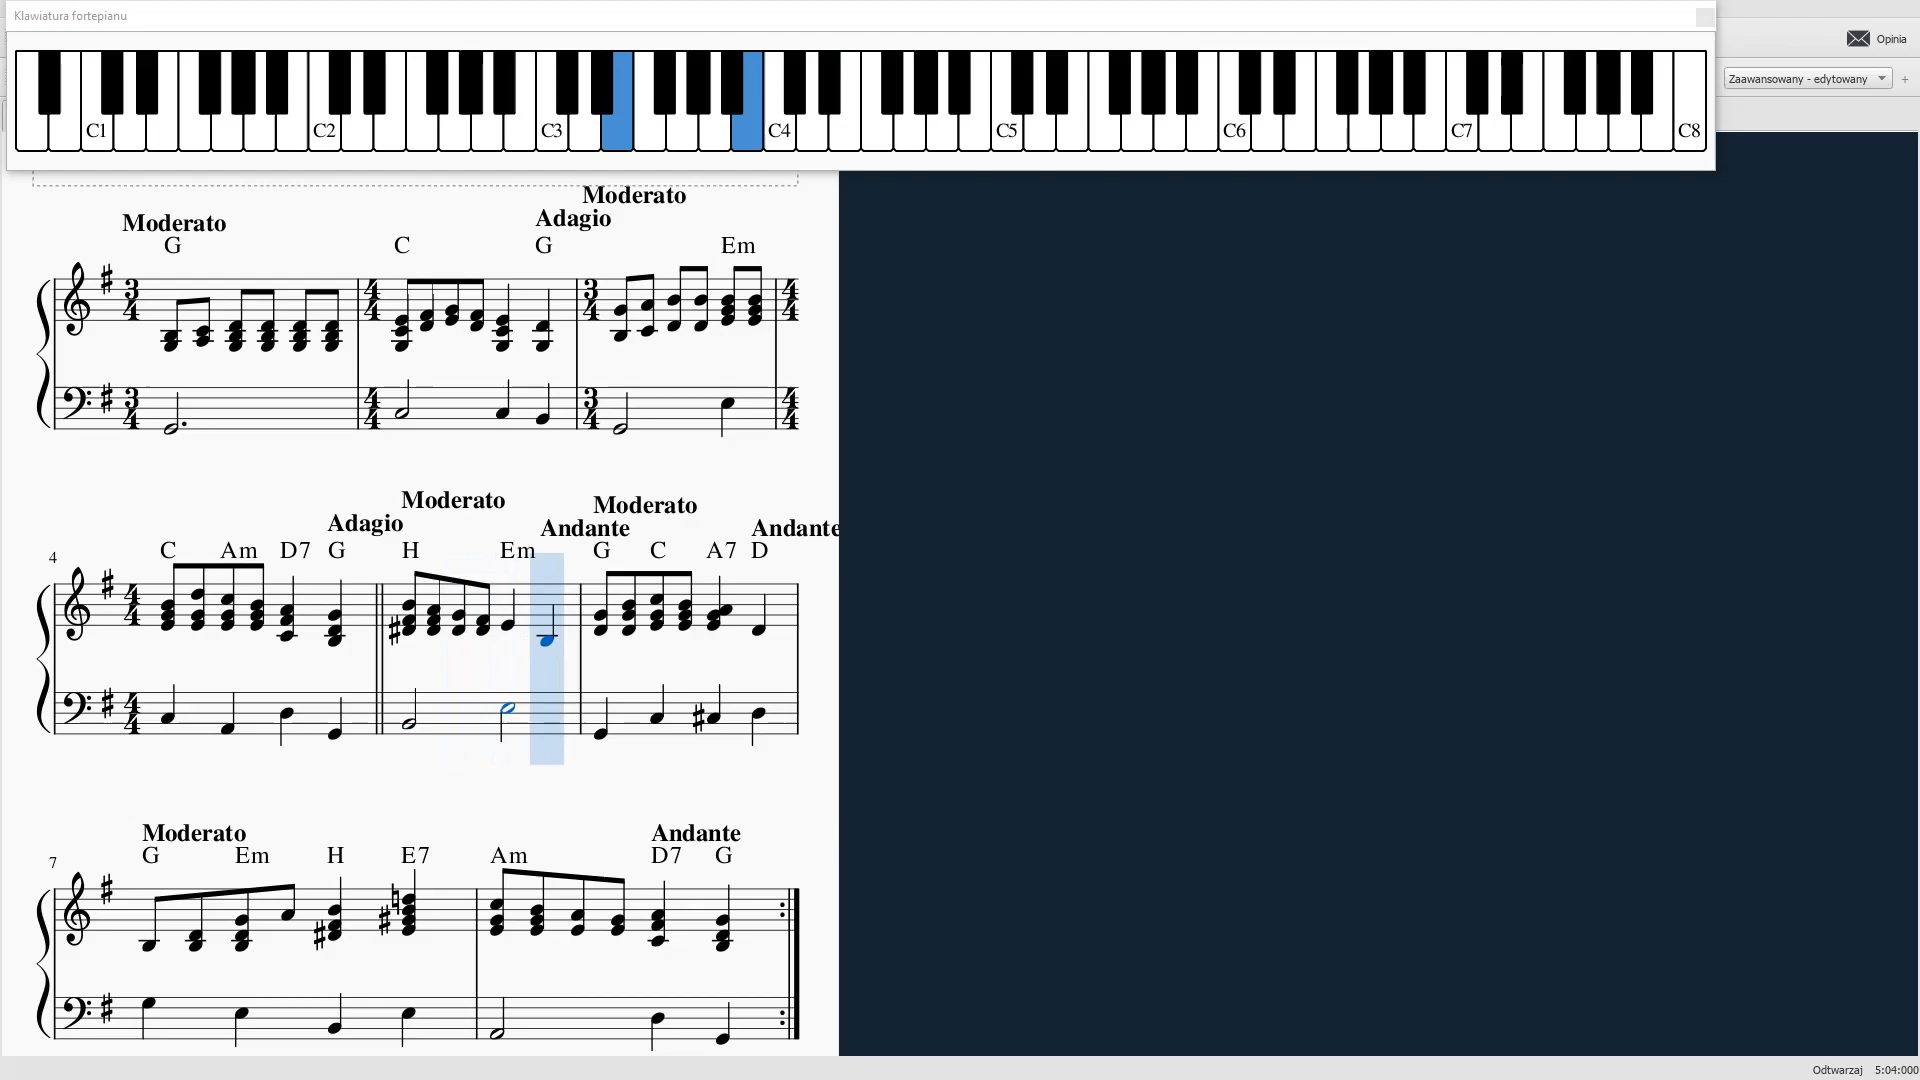 Klawiatura fortepianu
Opinia
Zaawansowany - edytowany
+
C1 C2 C3 C4 C5 C6 C7 C8
Moderato
Moderato
Adagio
G C G Em
3 4 4 4 3 4 4 4
3 4 4 4 3 4 4 4
Moderato
Moderato
Adagio
Andante
Andante
4
C Am D7 G H Em G C A7 D
4 4
4 4
Moderato
Andante
7
G Em H E7 Am D7 G
Odtwarzaj 5:04:000